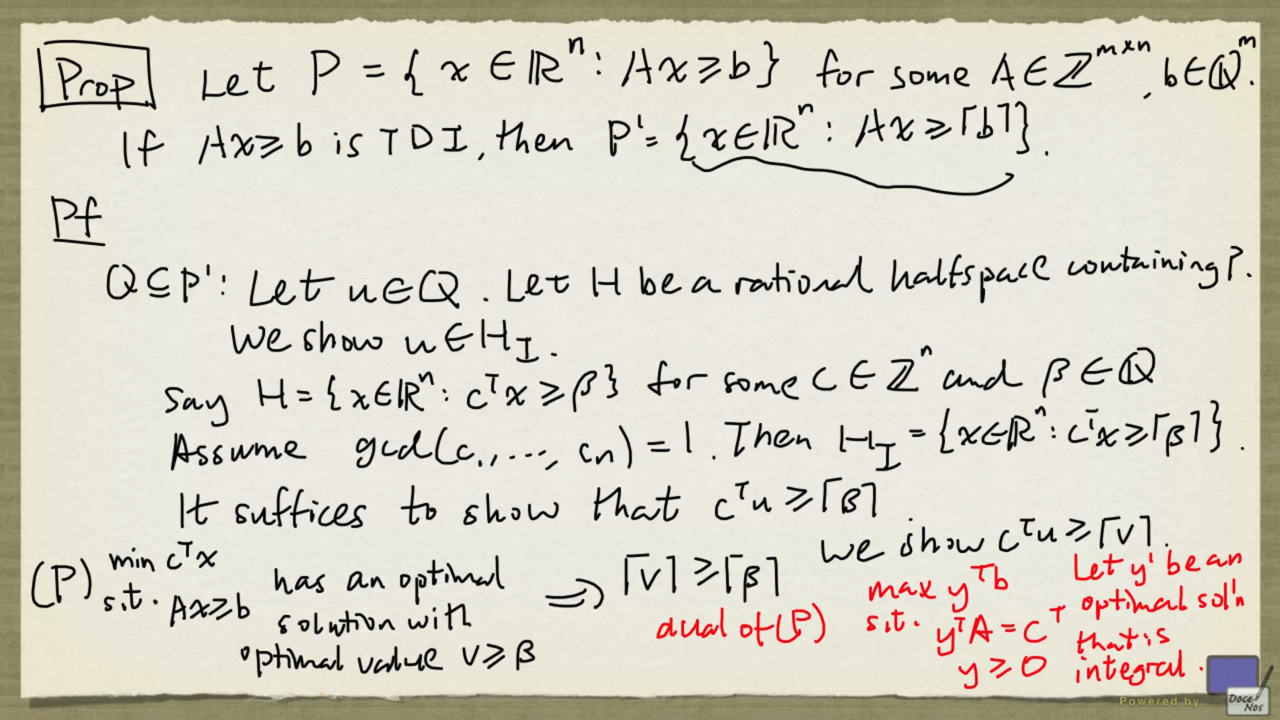 Prop Let P = { x ∈ ℝⁿ : Ax ≥ b } for some A ∈ ℤ^{m×n}, b ∈ ℚ^m.
If Ax ≥ b is TDI, then P' = { x ∈ ℝⁿ : Ax ≥ ⌈b⌉ }.
Pf
Q ⊆ P' : Let u ∈ Q. Let H be a rational halfspace containing P.
We show u ∈ H_I.
Say H = { x ∈ ℝⁿ : cᵀx ≥ β } for some c ∈ ℤⁿ and β ∈ ℚ
Assume gcd(c₁, ..., cₙ) = 1. Then H_I = { x ∈ ℝⁿ : cᵀx ≥ ⌈β⌉ }.
It suffices to show that cᵀu ≥ ⌈β⌉
We show cᵀu ≥ ⌈v⌉.
(P) min cᵀx
s.t. Ax ≥ b
has an optimal
solution with
optimal value v ≥ β
⟹ ⌈v⌉ ≥ ⌈β⌉
dual of (P)
max yᵀb
s.t. yᵀA = cᵀ
y ≥ 0
Let y' be an
optimal sol'n
that is
integral.
Powered by
Doce
Nos